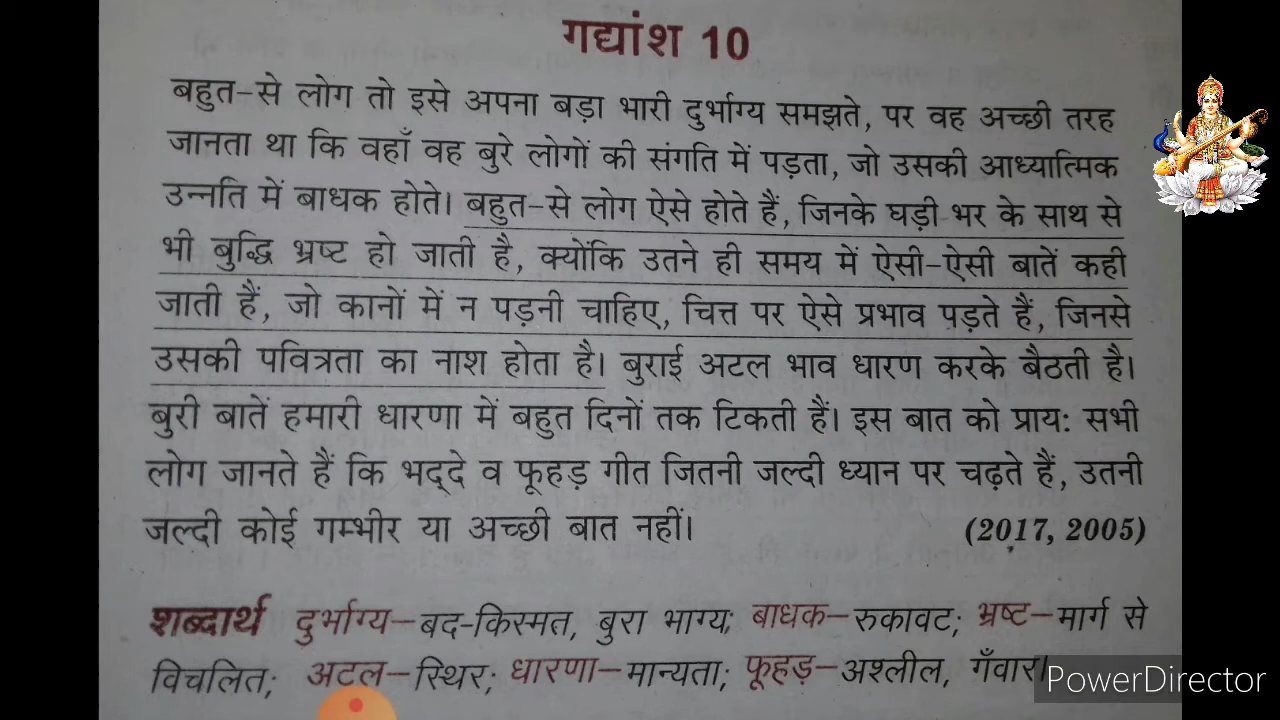 गद्यांश 10
बहुत-से लोग तो इसे अपना बड़ा भारी दुर्भाग्य समझते, पर वह अच्छी तरह
जानता था कि वहाँ वह बुरे लोगों की संगति में पड़ता, जो उसकी आध्यात्मिक
उन्नति में बाधक होते। बहुत-से लोग ऐसे होते हैं, जिनके घड़ी भर के साथ से
भी बुद्धि भ्रष्ट हो जाती है, क्योंकि उतने ही समय में ऐसी-ऐसी बातें कही
जाती हैं, जो कानों में न पड़नी चाहिए, चित्त पर ऐसे प्रभाव पड़ते हैं, जिनसे
उसकी पवित्रता का नाश होता है। बुराई अटल भाव धारण करके बैठती है।
बुरी बातें हमारी धारणा में बहुत दिनों तक टिकती हैं। इस बात को प्राय: सभी
लोग जानते हैं कि भद्‌दे व फूहड़ गीत जितनी जल्दी ध्यान पर चढ़ते हैं, उतनी
जल्दी कोई गम्भीर या अच्छी बात नहीं। (2017, 2005)
शब्दार्थ दुर्भाग्य–बद-किस्मत, बुरा भाग्य; बाधक–रुकावट; भ्रष्ट–मार्ग से
विचलित; अटल–स्थिर; धारणा–मान्यता; फूहड़–अश्लील, गँवार।
PowerDirector